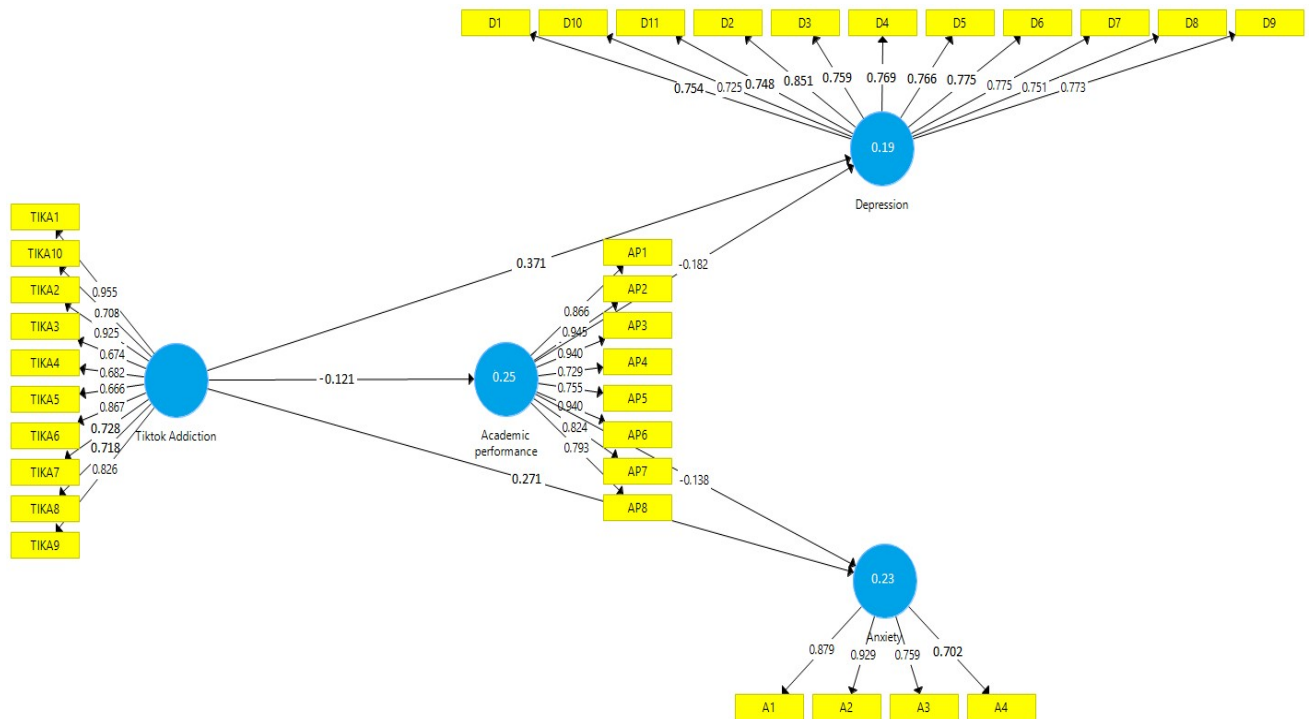 D1 D10 D11 D2 D3 D4 D5 D6 D7 D8 D9
0.754 0.725 0.748 0.851 0.759 0.769 0.766 0.775 0.775 0.751 0.773
0.19
Depression
TIKA1
TIKA10
TIKA2
TIKA3
TIKA4
TIKA5
TIKA6
TIKA7
TIKA8
TIKA9
0.955
0.708
0.925
0.674
0.682
0.666
0.867
0.728
0.718
0.826
Tiktok Addiction
0.371
-0.121
0.271
0.25
Academic
performance
0.866
0.945
0.940
0.729
0.755
0.940
0.824
0.793
AP1
AP2
AP3
AP4
AP5
AP6
AP7
AP8
-0.182
-0.138
0.23
Anxiety
0.879 0.929 0.759 0.702
A1 A2 A3 A4